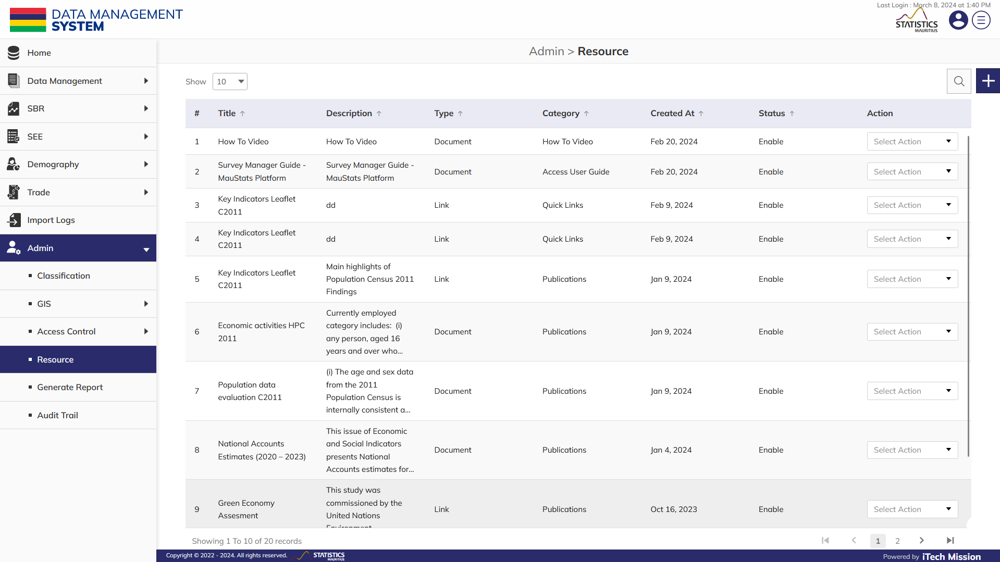 Last Login : March 8, 2024 at 1:40 PM
DATA MANAGEMENT
SYSTEM
STATISTICS
MAURITIUS
Home
Data Management
SBR
SEE
Demography
Trade
Import Logs
Admin
Classification
GIS
Access Control
Resource
Generate Report
Audit Trail
Admin > Resource
Show 10
# Title Description Type Category Created At Status Action
1 How To Video How To Video Document How To Video Feb 20, 2024 Enable Select Action
2 Survey Manager Guide - MauStats Platform Survey Manager Guide - MauStats Platform Document Access User Guide Feb 20, 2024 Enable Select Action
3 Key Indicators Leaflet C2011 dd Link Quick Links Feb 9, 2024 Enable Select Action
4 Key Indicators Leaflet C2011 dd Link Quick Links Feb 9, 2024 Enable Select Action
5 Key Indicators Leaflet C2011 Main highlights of Population Census 2011 Findings Link Publications Jan 9, 2024 Enable Select Action
6 Economic activities HPC 2011 Currently employed category includes: (i) any person, aged 16 years and over who... Document Publications Jan 9, 2024 Enable Select Action
7 Population data evaluation C2011 (i) The age and sex data from the 2011 Population Census is internally consistent a... Document Publications Jan 9, 2024 Enable Select Action
8 National Accounts Estimates (2020 – 2023) This issue of Economic and Social Indicators presents National Accounts estimates for... Document Publications Jan 4, 2024 Enable Select Action
9 Green Economy Assesment This study was commissioned by the United Nations Environment Link Publications Oct 16, 2023 Enable Select Action
Showing 1 To 10 of 20 records
1 2
Copyright © 2022 - 2024. All rights reserved. STATISTICS
MAURITIUS
Powered by iTech Mission